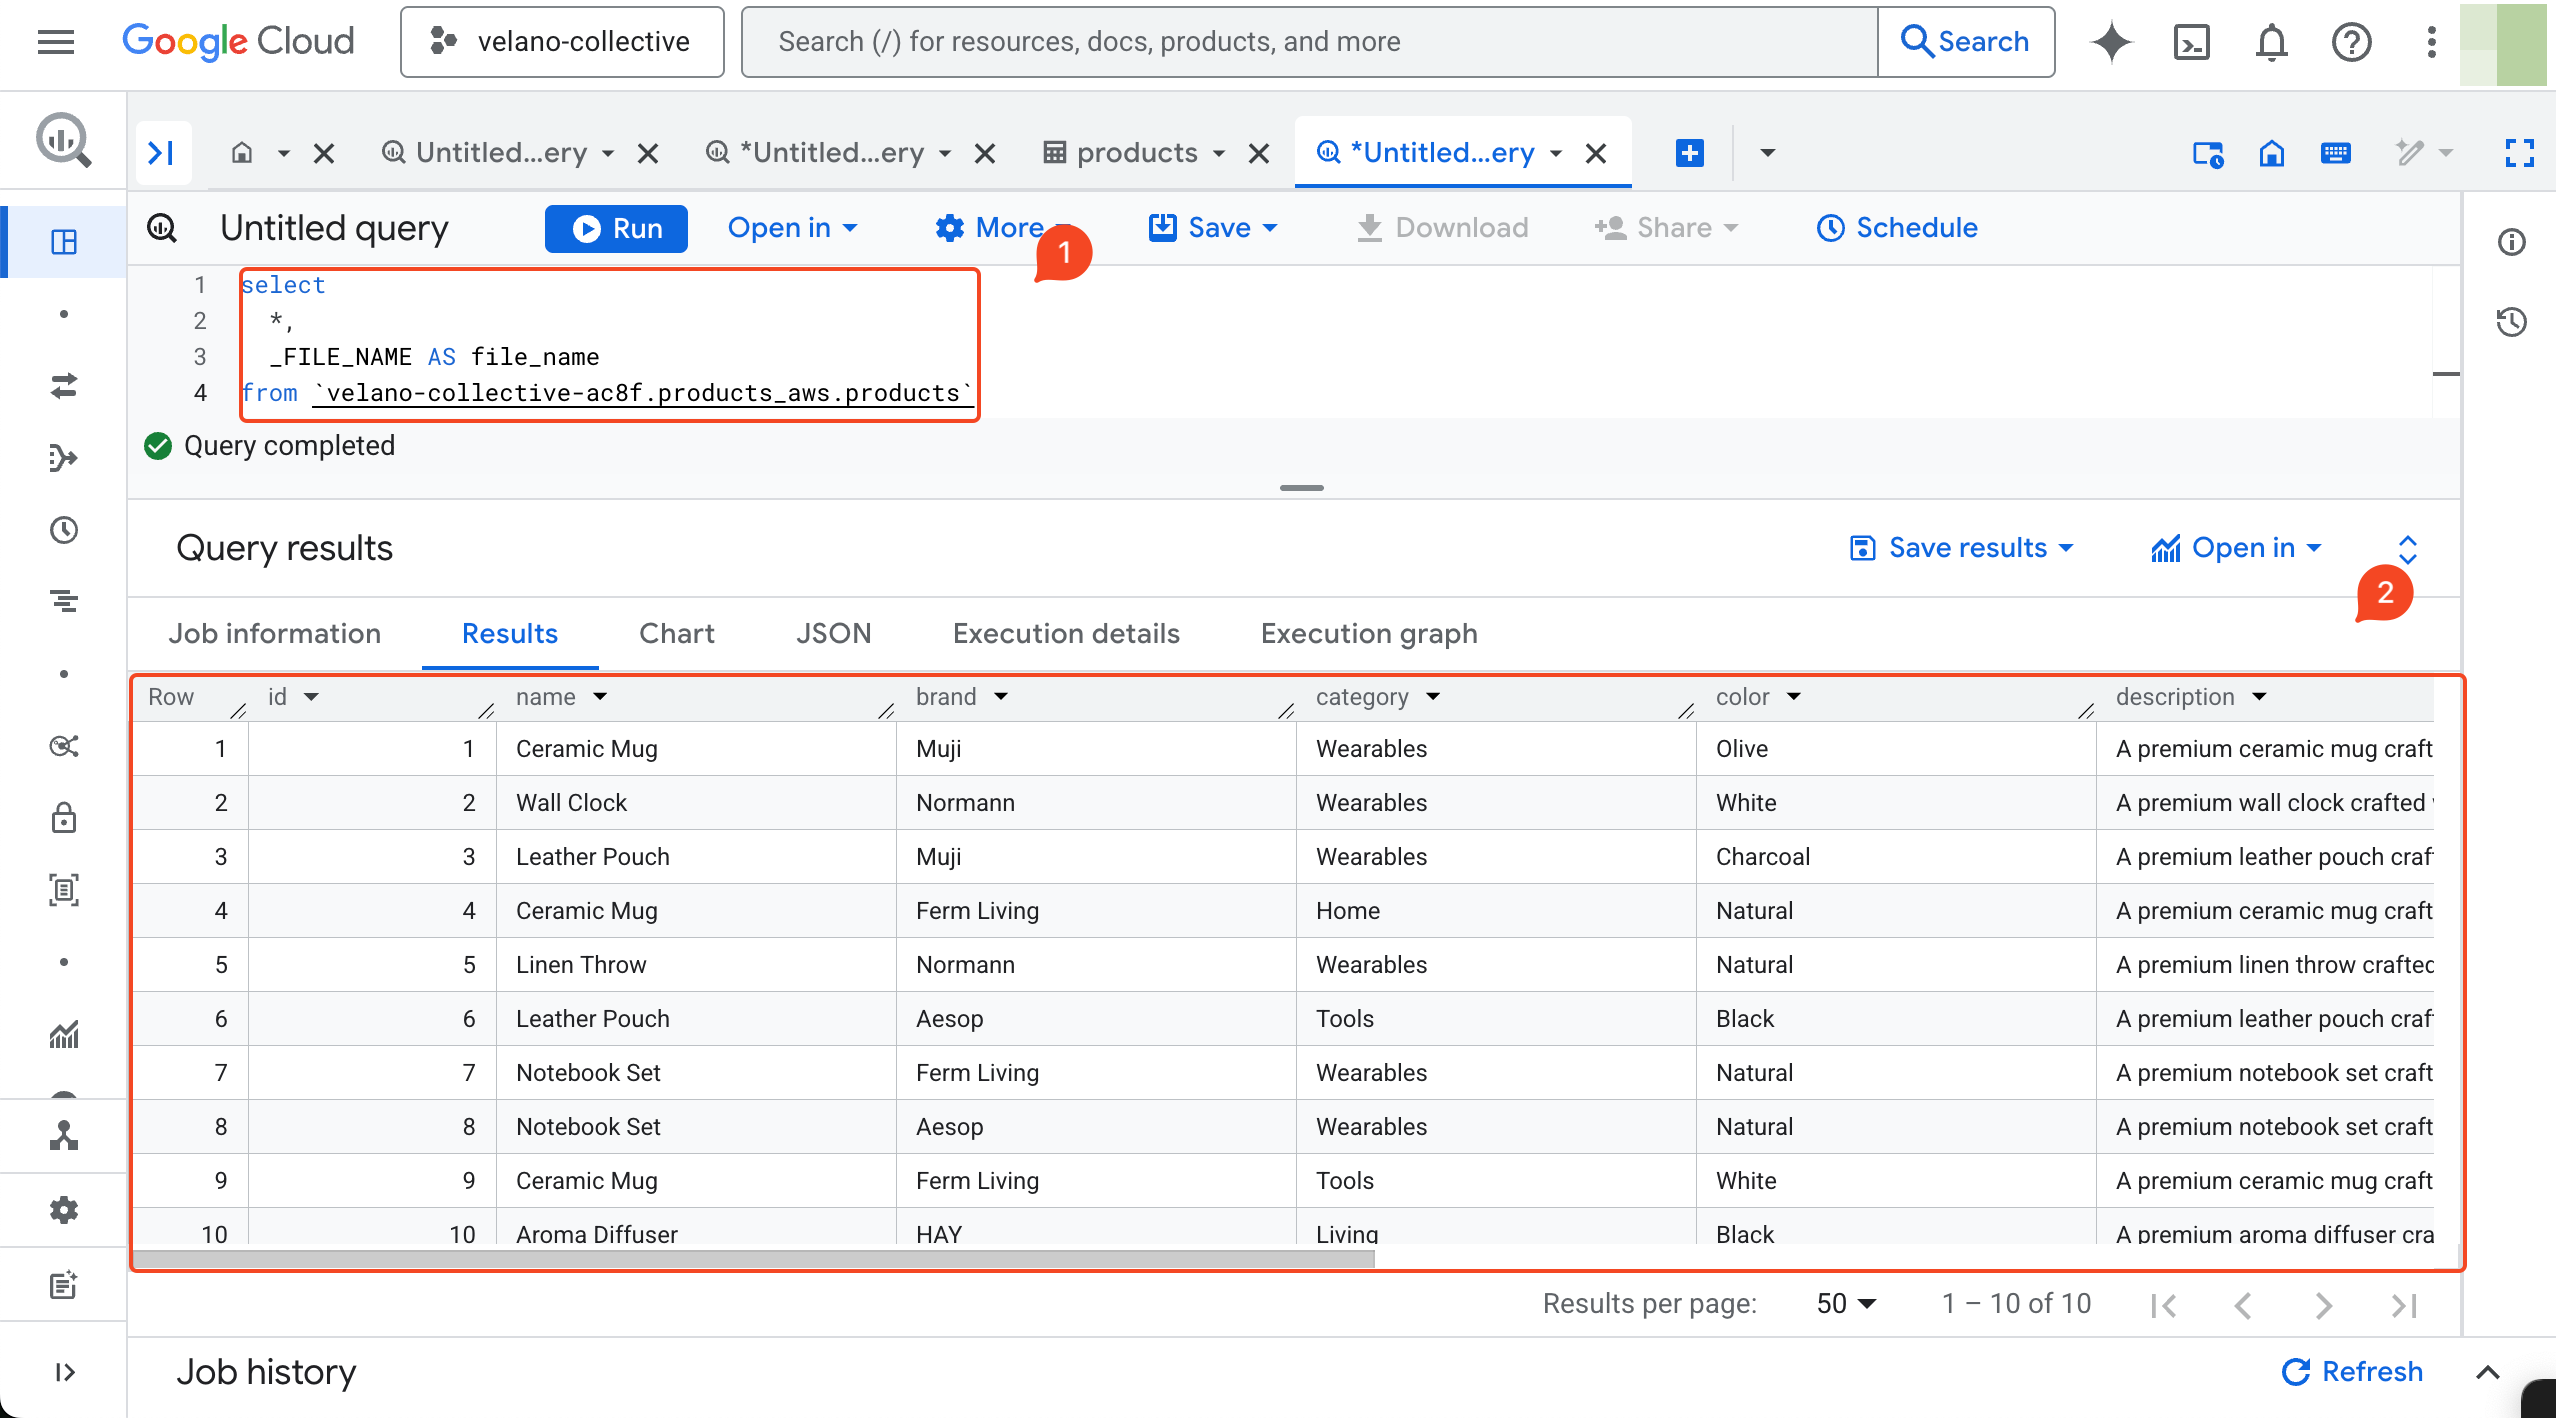 Google Cloud
velano-collective
Search (/) for resources, docs, products, and more
Search
Untitled...ery
*Untitled...ery
products
*Untitled...ery
Untitled query
Run
Open in
More
Save
Download
Share
Schedule
1
1 select
2 *,
3 _FILE_NAME AS file_name
4 from `velano-collective-ac8f.products_aws.products`
Query completed
Query results
Save results
Open in
2
Job information
Results
Chart
JSON
Execution details
Execution graph
Row id name brand category color description
1 1 Ceramic Mug Muji Wearables Olive A premium ceramic mug craft
2 2 Wall Clock Normann Wearables White A premium wall clock crafted
3 3 Leather Pouch Muji Wearables Charcoal A premium leather pouch craf
4 4 Ceramic Mug Ferm Living Home Natural A premium ceramic mug craft
5 5 Linen Throw Normann Wearables Natural A premium linen throw crafted
6 6 Leather Pouch Aesop Tools Black A premium leather pouch craf
7 7 Notebook Set Ferm Living Wearables Natural A premium notebook set craft
8 8 Notebook Set Aesop Wearables Natural A premium notebook set craft
9 9 Ceramic Mug Ferm Living Tools White A premium ceramic mug craft
10 10 Aroma Diffuser HAY Living Black A premium aroma diffuser cra
Results per page: 50 1 – 10 of 10
Job history
Refresh